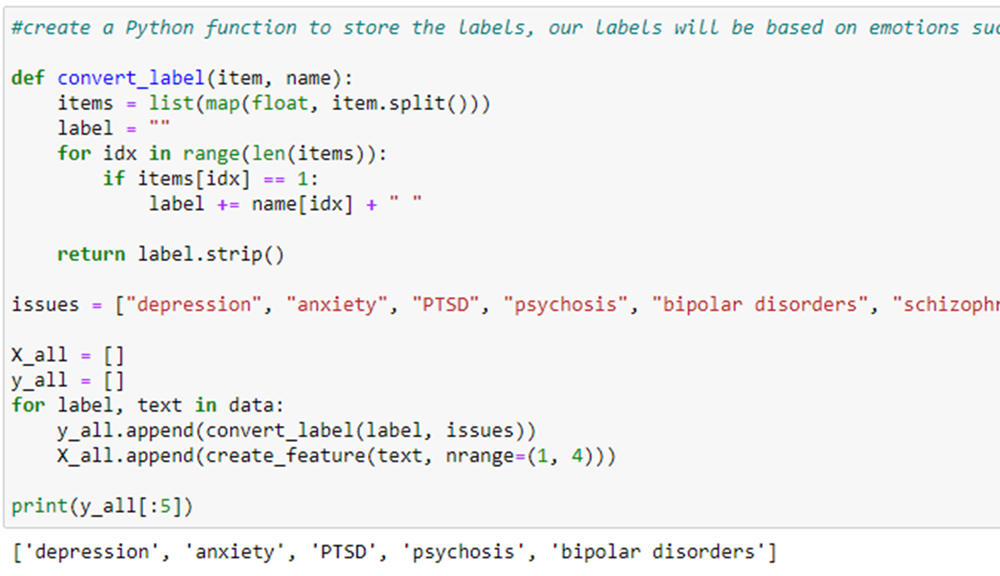 #create a Python function to store the labels, our labels will be based on emotions
def convert_label(item, name):
    items = list(map(float, item.split()))
    label = ""
    for idx in range(len(items)):
        if items[idx] == 1:
            label += name[idx] + " "
    return label.strip()
issues = ["depression", "anxiety", "PTSD", "psychosis", "bipolar disorders", "
X_all = []
y_all = []
for label, text in data:
    y_all.append(convert_label(label, issues))
    X_all.append(create_feature(text, nrange=(1, 4)))
print(y_all[:5])
['depression', 'anxiety', 'PTSD', 'psychosis', 'bipolar disorders']